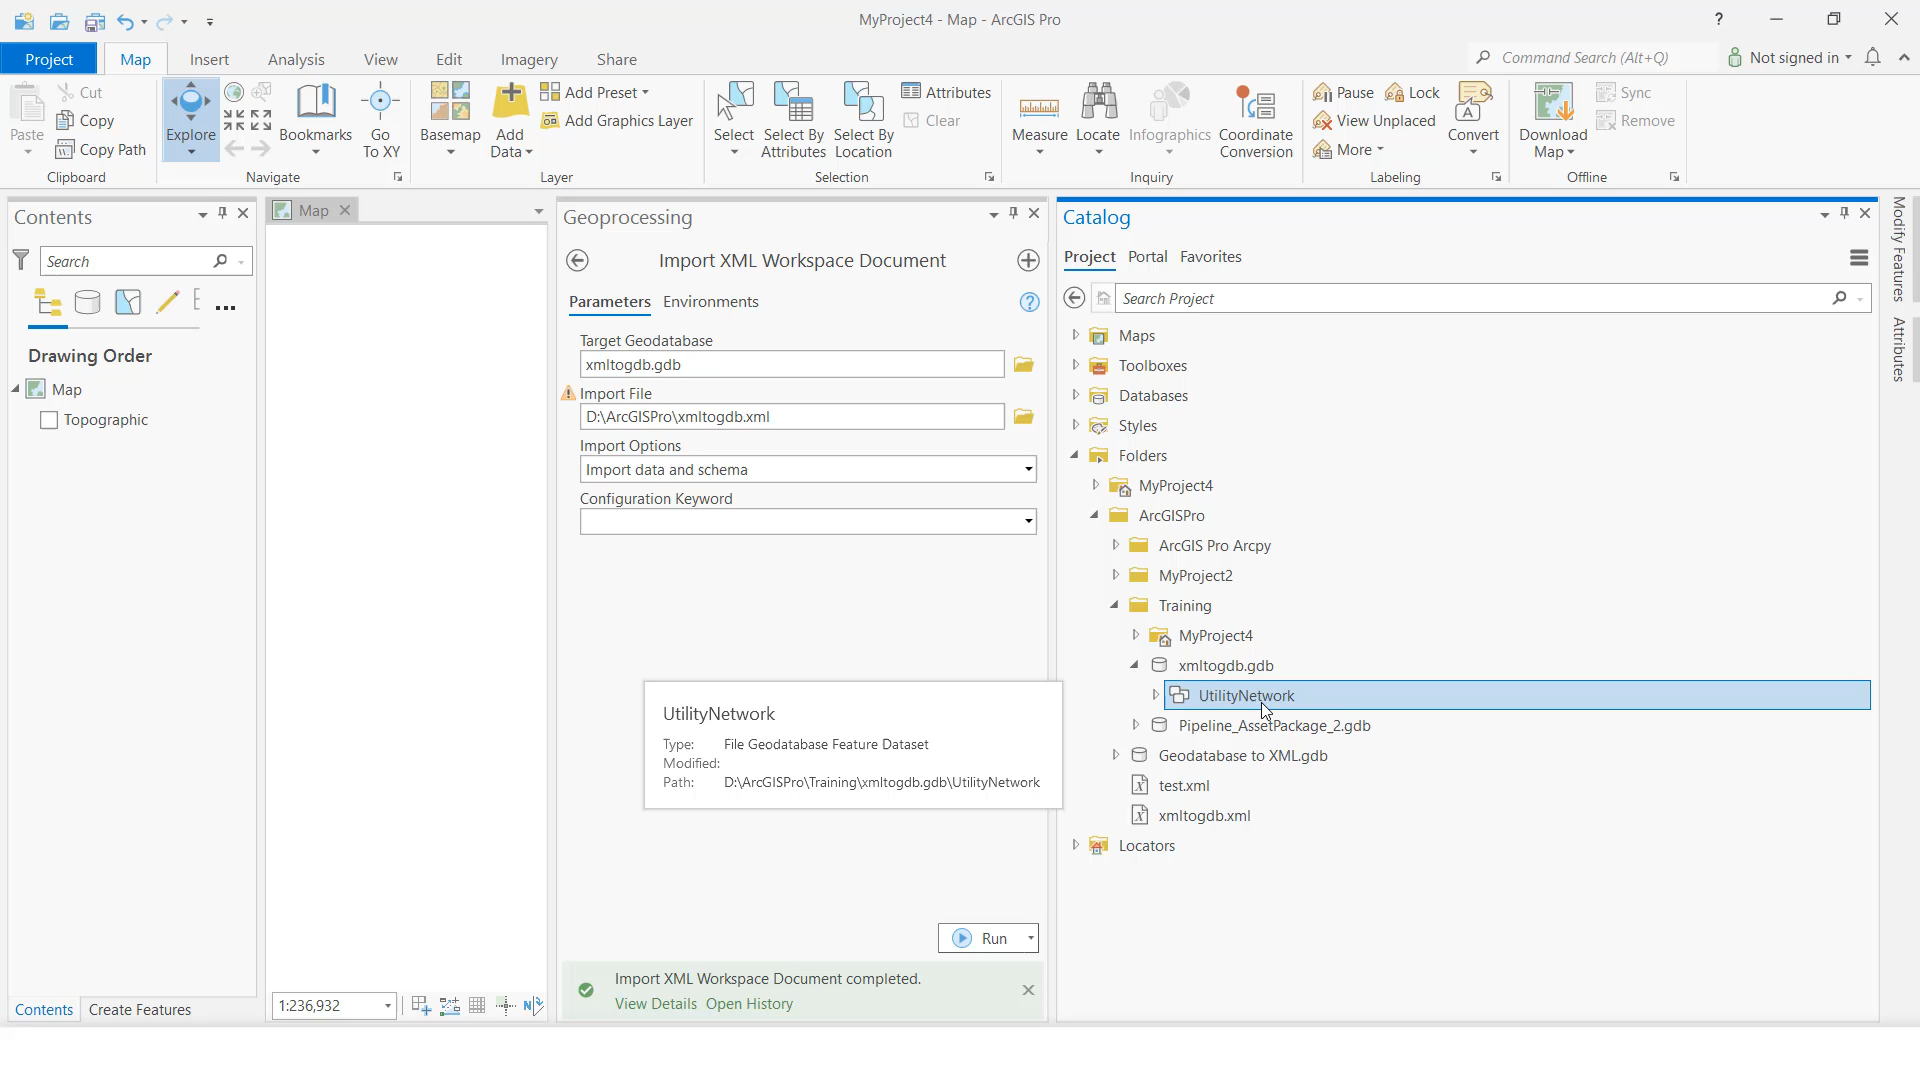 MyProject4 - Map - ArcGIS Pro
?
Project
Map
Insert
Analysis
View
Edit
Imagery
Share
Command Search (Alt+Q)
Not signed in
Paste
Cut
Copy
Copy Path
Clipboard
Explore
Bookmarks
Go
To XY
Navigate
Basemap
Add
Data
Add Preset
Add Graphics Layer
Layer
Select
Select By
Attributes
Select By
Location
Attributes
Clear
Selection
Measure
Locate
Infographics
Coordinate
Conversion
Inquiry
Pause
Lock
View Unplaced
More
Convert
Labeling
Download
Map
Sync
Remove
Offline
Contents
Search
Drawing Order
Map
Topographic
Contents
Create Features
Map
1:236,932
Geoprocessing
Import XML Workspace Document
Parameters
Environments
Target Geodatabase
xmltogdb.gdb
Import File
D:\ArcGISPro\xmltogdb.xml
Import Options
Import data and schema
Configuration Keyword
UtilityNetwork
Type: File Geodatabase Feature Dataset
Modified:
Path: D:\ArcGISPro\Training\xmltogdb.gdb\UtilityNetwork
Run
Import XML Workspace Document completed.
View Details Open History
Catalog
Project
Portal
Favorites
Search Project
Maps
Toolboxes
Databases
Styles
Folders
MyProject4
ArcGISPro
ArcGIS Pro Arcpy
MyProject2
Training
MyProject4
xmltogdb.gdb
UtilityNetwork
Pipeline_AssetPackage_2.gdb
Geodatabase to XML.gdb
test.xml
xmltogdb.xml
Locators
Modify Features
Attributes